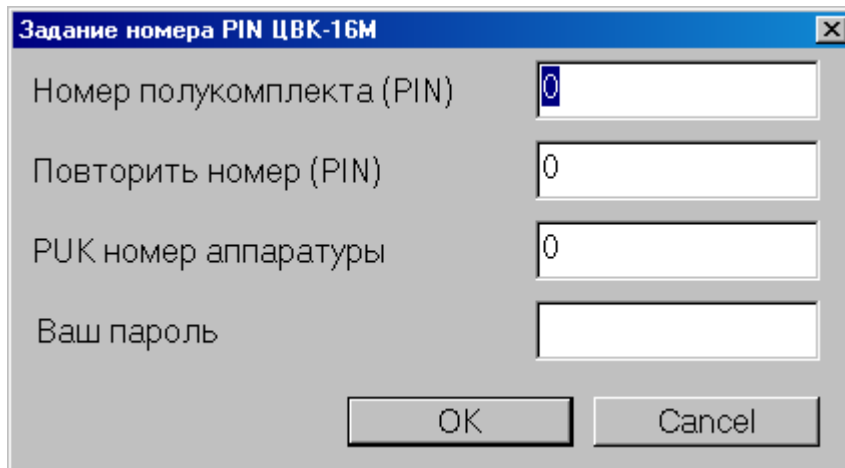 Задание номера PIN ЦВК-16М
Номер полукомплекта (PIN) 0
Повторить номер (PIN) 0
PUK номер аппаратуры 0
Ваш пароль
OK Cancel